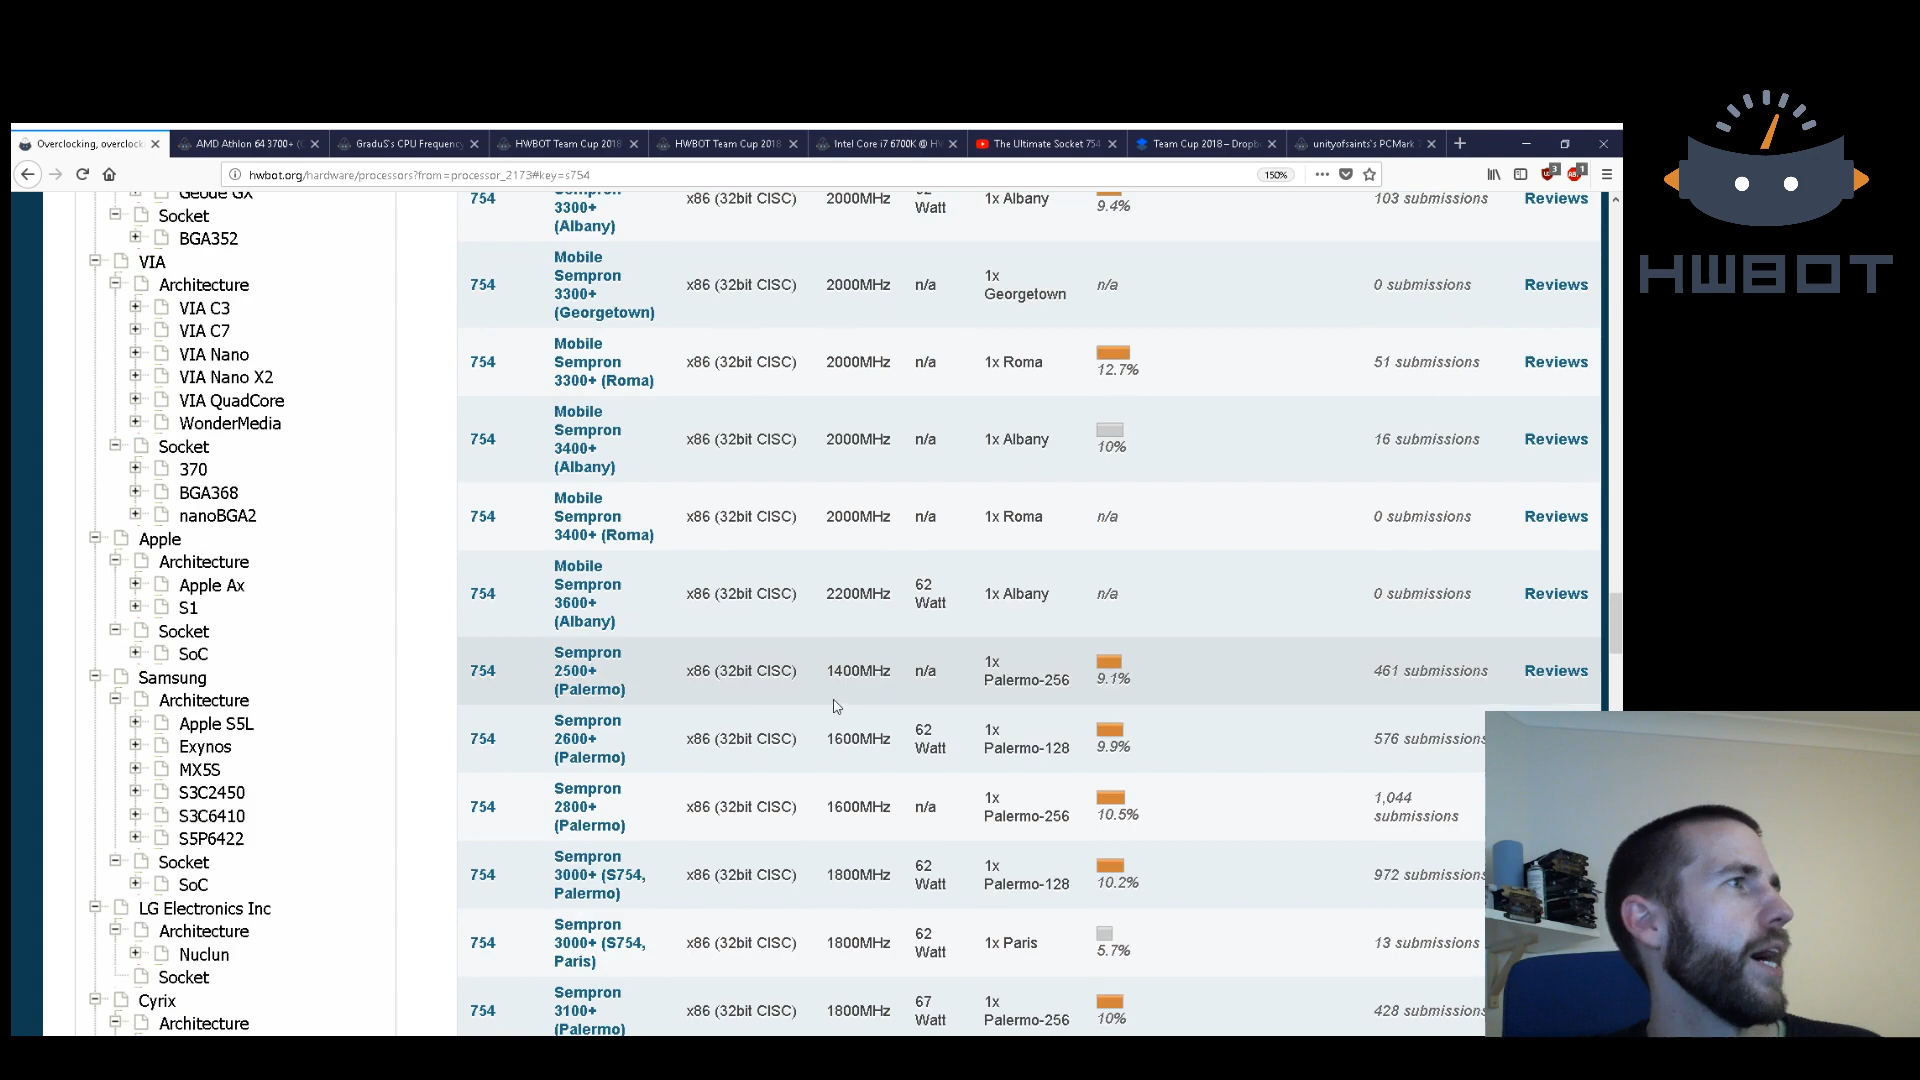 Overclocking, overclock
AMD Athlon 64 3700+ (
GraduS's CPU Frequency
HWBOT Team Cup 2018
HWBOT Team Cup 2018
Intel Core i7 6700K @ H
The Ultimate Socket 754
Team Cup 2018 – Dropb
unityofsaints's PCMark
hwbot.org/hardware/processors?from=processor_2173#key=s754
150%
HWBOT
Geode GX
Socket
BGA352
VIA
Architecture
VIA C3
VIA C7
VIA Nano
VIA Nano X2
VIA QuadCore
WonderMedia
Socket
370
BGA368
nanoBGA2
Apple
Architecture
Apple Ax
S1
Socket
SoC
Samsung
Architecture
Apple S5L
Exynos
MX5S
S3C2450
S3C6410
S5P6422
Socket
SoC
LG Electronics Inc
Architecture
Nuclun
Socket
Cyrix
Architecture
754 3300+ (Albany) x86 (32bit CISC) 2000MHz 62 Watt 1x Albany 9.4% 103 submissions Reviews
754 Mobile Sempron 3300+ (Georgetown) x86 (32bit CISC) 2000MHz n/a 1x Georgetown n/a 0 submissions Reviews
754 Mobile Sempron 3300+ (Roma) x86 (32bit CISC) 2000MHz n/a 1x Roma 12.7% 51 submissions Reviews
754 Mobile Sempron 3400+ (Albany) x86 (32bit CISC) 2000MHz n/a 1x Albany 10% 16 submissions Reviews
754 Mobile Sempron 3400+ (Roma) x86 (32bit CISC) 2000MHz n/a 1x Roma n/a 0 submissions Reviews
754 Mobile Sempron 3600+ (Albany) x86 (32bit CISC) 2200MHz 62 Watt 1x Albany n/a 0 submissions Reviews
754 Sempron 2500+ (Palermo) x86 (32bit CISC) 1400MHz n/a 1x Palermo-256 9.1% 461 submissions Reviews
754 Sempron 2600+ (Palermo) x86 (32bit CISC) 1600MHz 62 Watt 1x Palermo-128 9.9% 576 submissions
754 Sempron 2800+ (Palermo) x86 (32bit CISC) 1600MHz n/a 1x Palermo-256 10.5% 1,044 submissions
754 Sempron 3000+ (S754, Palermo) x86 (32bit CISC) 1800MHz 62 Watt 1x Palermo-128 10.2% 972 submissions
754 Sempron 3000+ (S754, Paris) x86 (32bit CISC) 1800MHz 62 Watt 1x Paris 5.7% 13 submissions
754 Sempron 3100+ (Palermo) x86 (32bit CISC) 1800MHz 67 Watt 1x Palermo-256 10% 428 submissions